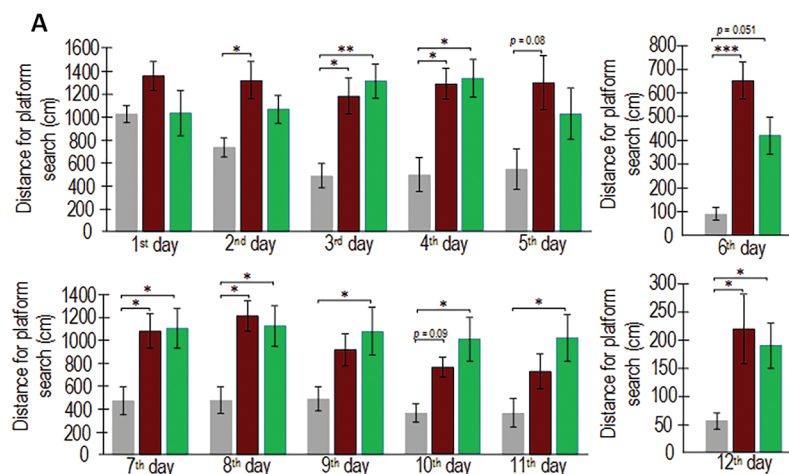 A
Distance for platform
search (cm)
1600
1400
1200
1000
800
600
400
200
0
*
**
*
*
*
p = 0.08
1st day
2nd day
3rd day
4th day
5th day
Distance for platform
search (cm)
800
700
600
500
400
300
200
100
0
p = 0.051
***
6th day
Distance for platform
search (cm)
1400
1200
1000
800
600
400
200
0
*
*
*
*
*
*
p = 0.09
*
7th day
8th day
9th day
10th day
11th day
Distance for platform
search (cm)
300
250
200
150
100
50
0
*
*
12th day